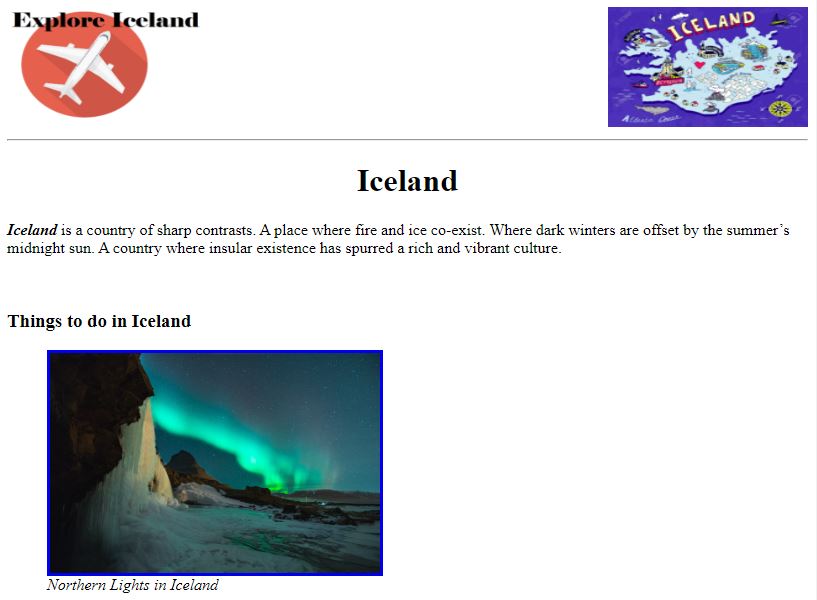 Explore Iceland
ICELAND
Iceland
Iceland is a country of sharp contrasts. A place where fire and ice co-exist. Where dark winters are offset by the summer’s
midnight sun. A country where insular existence has spurred a rich and vibrant culture.
Things to do in Iceland
Northern Lights in Iceland